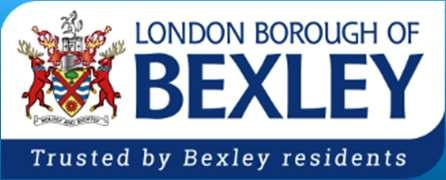 LONDON BOROUGH OF
BEXLEY
Trusted by Bexley residents